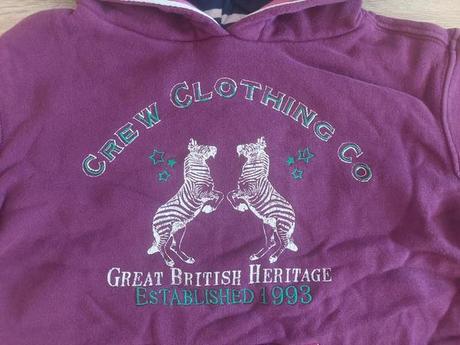 CREW CLOTHING CO
GREAT BRITISH HERITAGE
ESTABLISHED 1993